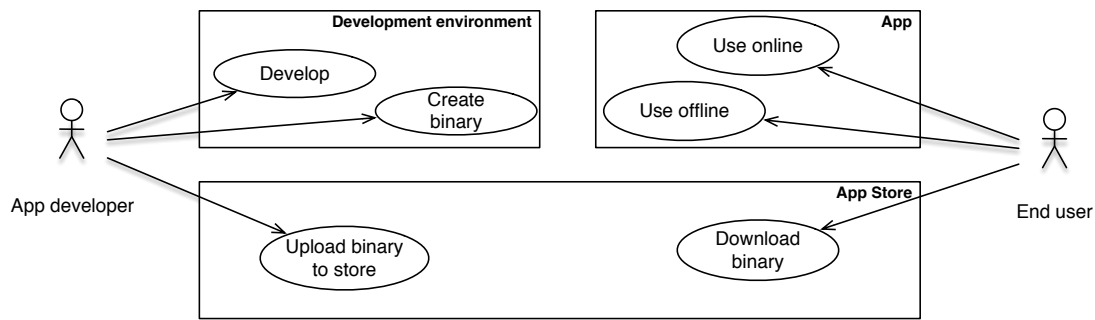 Development environment
App
Develop
Create
binary
Use online
Use offline
App developer
End user
App Store
Upload binary
to store
Download
binary